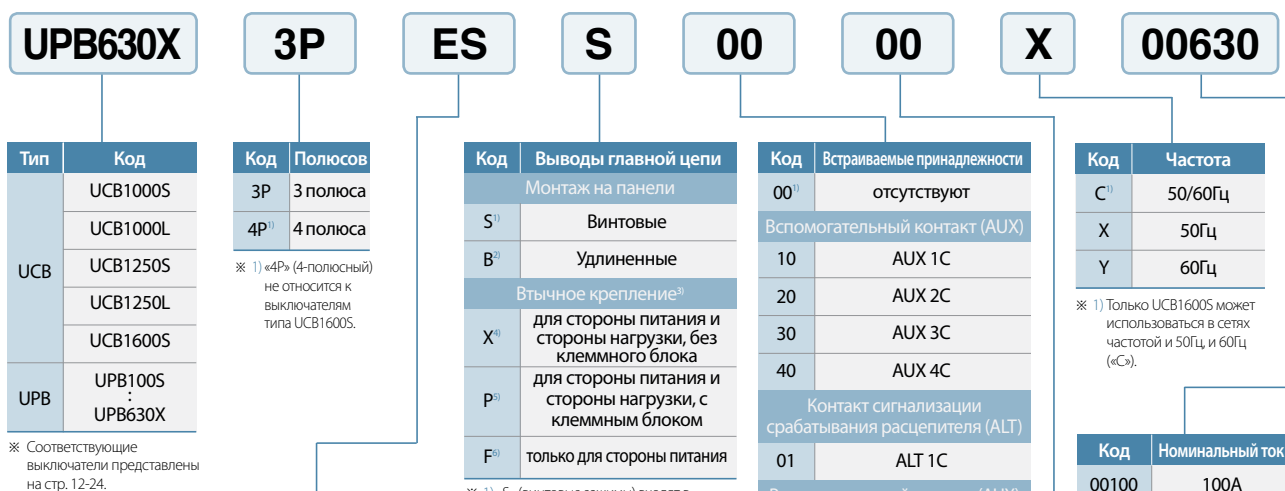 UPB630X 3P ES S 00 00 X 00630
Тип Код
UCB
UCB1000S
UCB1000L
UCB1250S
UCB1250L
UCB1600S
UPB
UPB100S
:
UPB630X
※ Соответствующие
выключатели представлены
на стр. 12-24.
Код Полюсов
3P 3 полюса
4P¹⁾ 4 полюса
※ 1) «4P» (4-полюсный)
не относится к
выключателям
типа UCB1600S.
Код Выводы главной цепи
Монтаж на панели
S¹⁾ Винтовые
B²⁾ Удлиненные
Втычное крепление³⁾
X⁴⁾ для стороны питания и
стороны нагрузки, без
клеммного блока
P⁵⁾ для стороны питания и
стороны нагрузки, с
клеммным блоком
F⁶⁾ только для стороны питания
Код Встраиваемые принадлежности
00¹⁾ отсутствуют
Вспомогательный контакт (AUX)
10 AUX 1C
20 AUX 2C
30 AUX 3C
40 AUX 4C
Контакт сигнализации
срабатывания расцепителя (ALT)
01 ALT 1C
Код Частота
C¹⁾ 50/60Гц
X 50Гц
Y 60Гц
※ 1) Только UCB1600S может
использоваться в сетях
частотой и 50Гц, и 60Гц
(«C»).
Код Номинальный ток
00100 100A